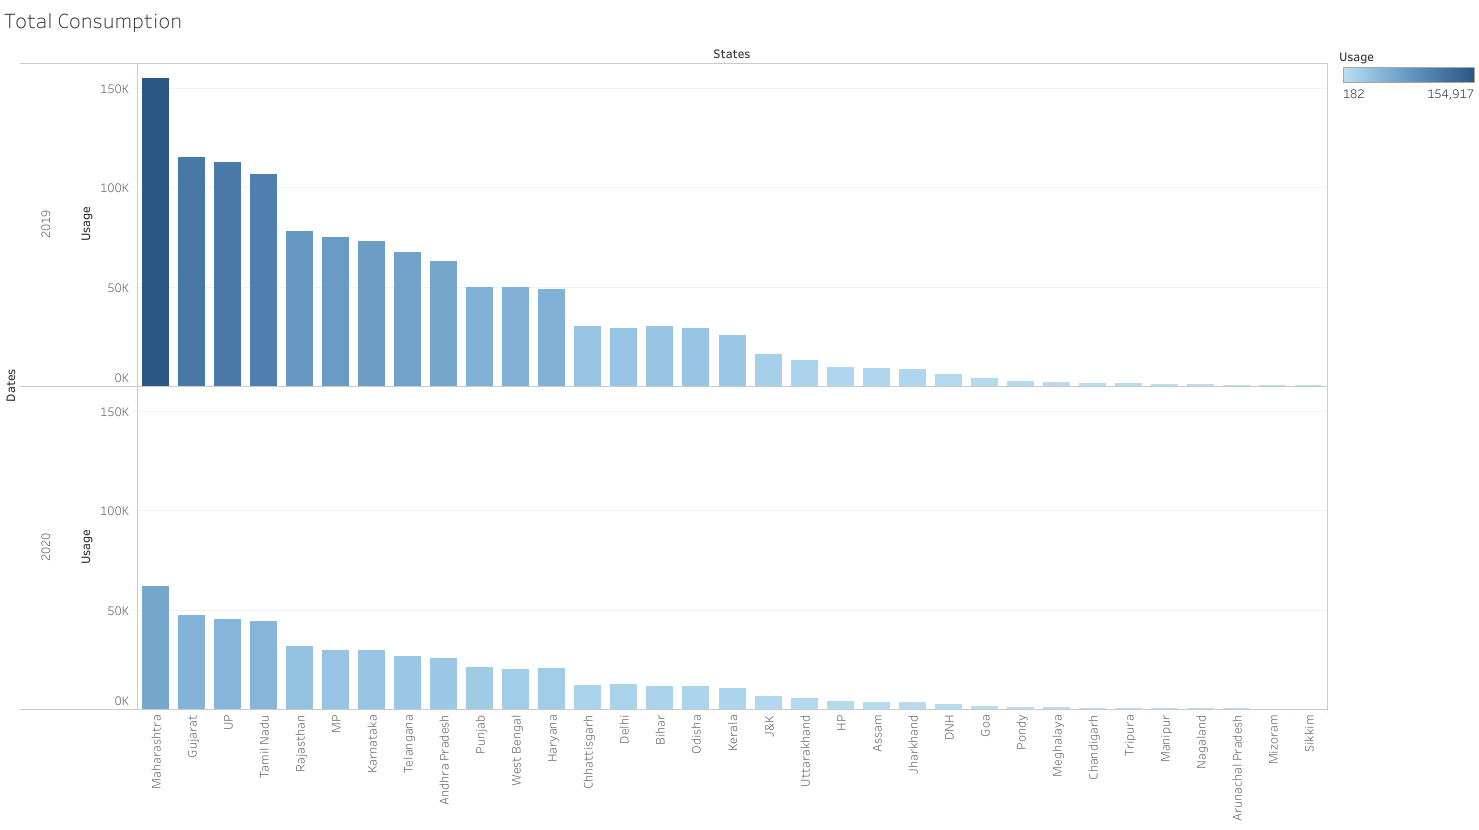 Total Consumption
States
Usage
182
154,917
Dates
2019
Usage
150K
100K
50K
0K
2020
Usage
150K
100K
50K
0K
Maharashtra
Gujarat
UP
Tamil Nadu
Rajasthan
MP
Karnataka
Telangana
Andhra Pradesh
Punjab
West Bengal
Haryana
Chhattisgarh
Delhi
Bihar
Odisha
Kerala
J&K
Uttarakhand
HP
Assam
Jharkhand
DNH
Goa
Pondy
Meghalaya
Chandigarh
Tripura
Manipur
Nagaland
Arunachal Pradesh
Mizoram
Sikkim